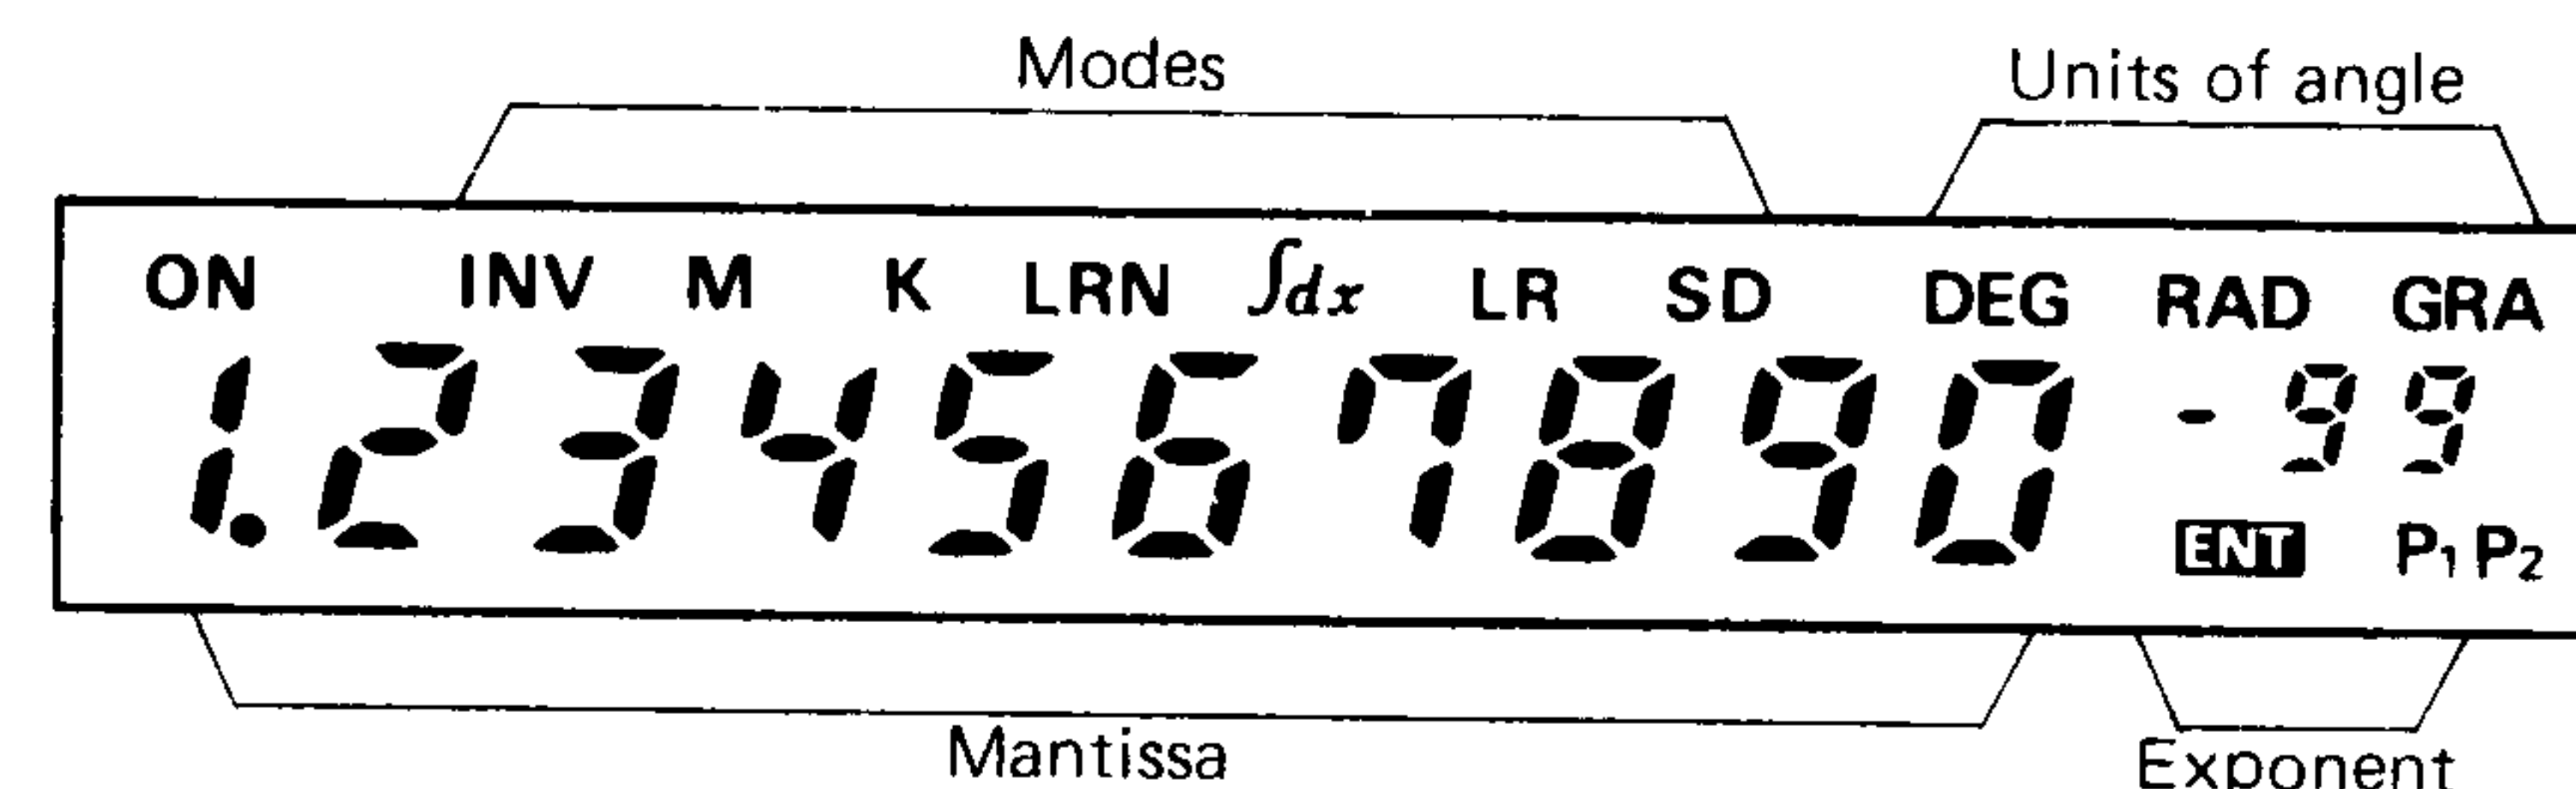 Modes Units of angle
ON INV M K LRN ∫dx LR SD DEG RAD GRA
1.234567890 -99
ENT P₁ P₂
Mantissa Exponent